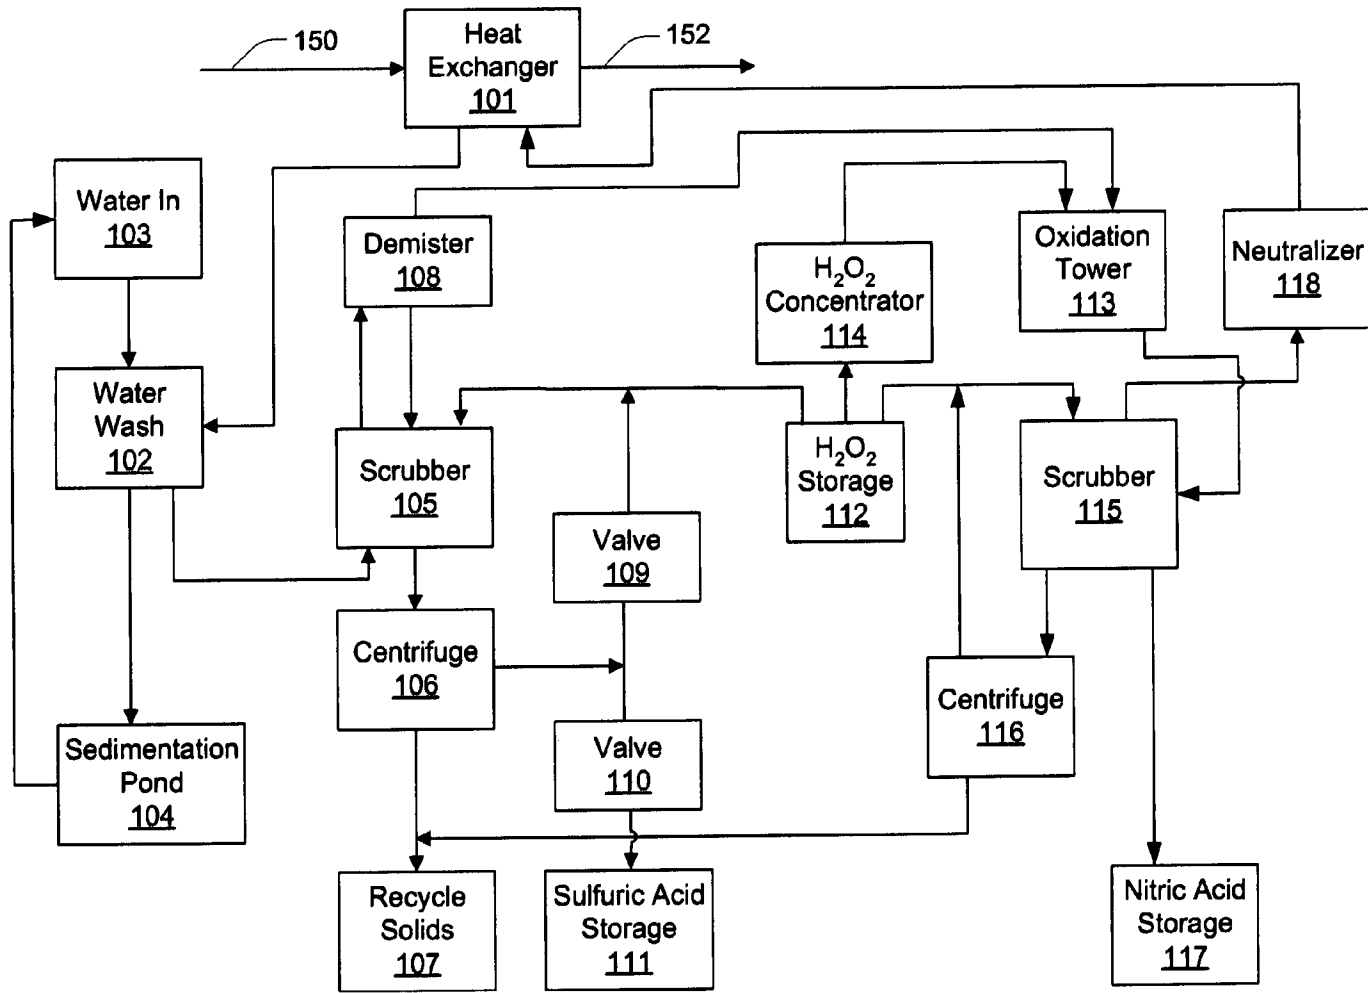 150
Heat
Exchanger
101
152
Water In
103
Demister
108
H₂O₂
Concentrator
114
Oxidation
Tower
113
Neutralizer
118
Water
Wash
102
Scrubber
105
H₂O₂
Storage
112
Scrubber
115
Valve
109
Centrifuge
106
Centrifuge
116
Sedimentation
Pond
104
Valve
110
Recycle
Solids
107
Sulfuric Acid
Storage
111
Nitric Acid
Storage
117